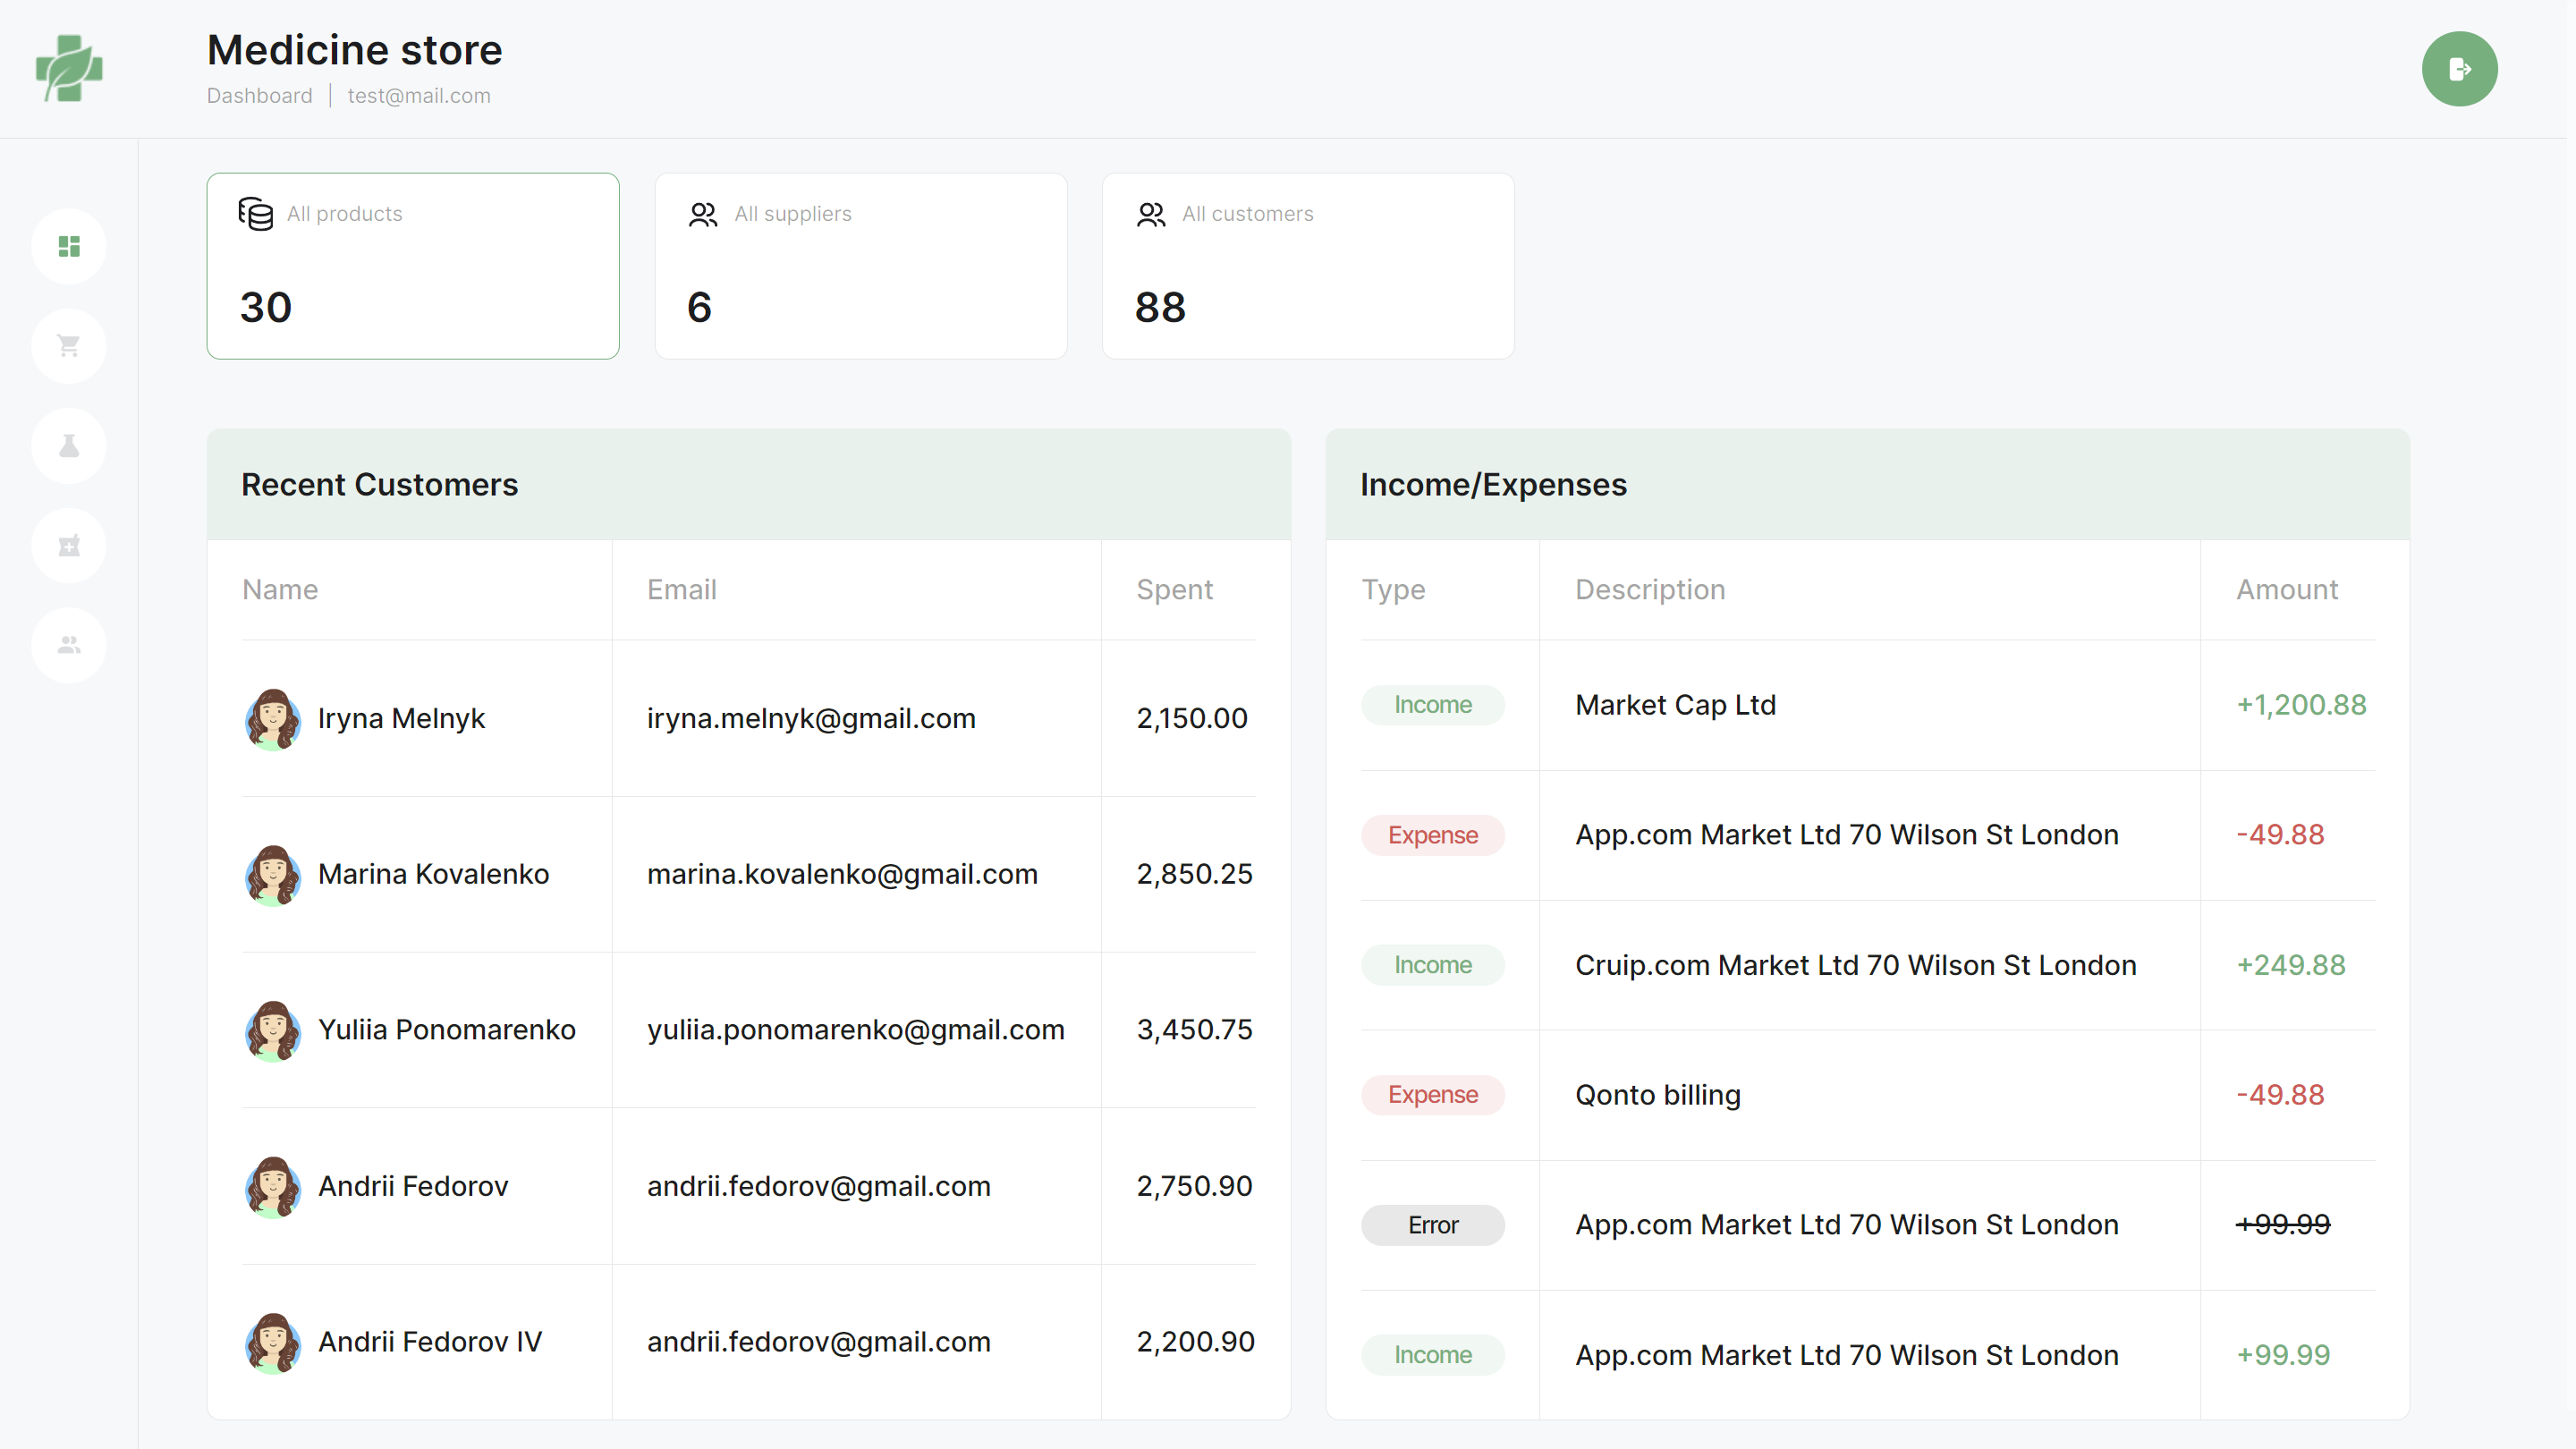 Medicine store
Dashboard | test@mail.com
All products
30
All suppliers
6
All customers
88
Recent Customers
Name Email Spent
Iryna Melnyk iryna.melnyk@gmail.com 2,150.00
Marina Kovalenko marina.kovalenko@gmail.com 2,850.25
Yuliia Ponomarenko yuliia.ponomarenko@gmail.com 3,450.75
Andrii Fedorov andrii.fedorov@gmail.com 2,750.90
Andrii Fedorov IV andrii.fedorov@gmail.com 2,200.90
Income/Expenses
Type Description Amount
Income Market Cap Ltd +1,200.88
Expense App.com Market Ltd 70 Wilson St London -49.88
Income Cruip.com Market Ltd 70 Wilson St London +249.88
Expense Qonto billing -49.88
Error App.com Market Ltd 70 Wilson St London +99.99
Income App.com Market Ltd 70 Wilson St London +99.99